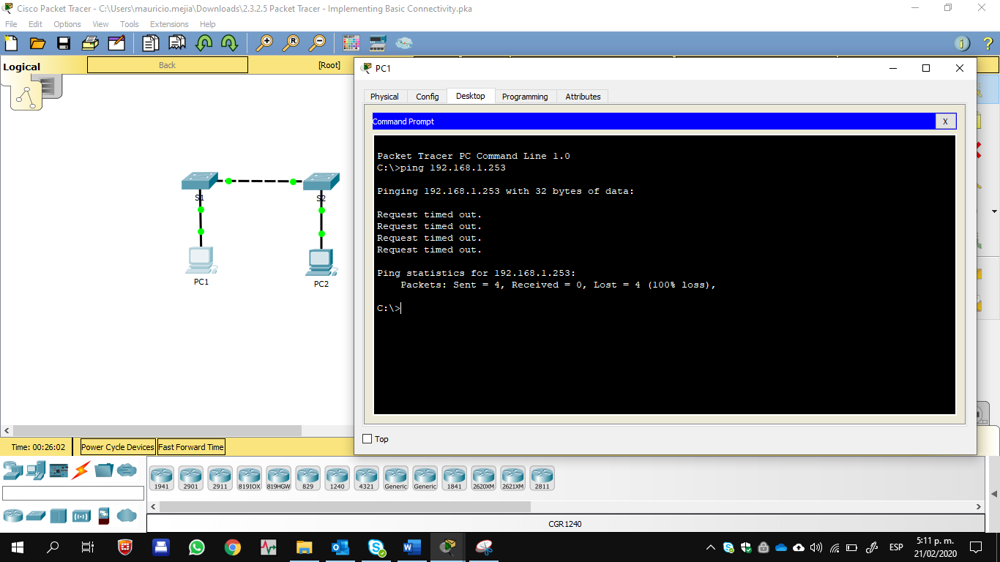 Cisco Packet Tracer - C:\Users\mauricio.mejia\Downloads\2.3.2.5 Packet Tracer - Implementing Basic Connectivity.pka
File Edit Options View Tools Extensions Help
Logical
Back
[Root]
PC1
Physical Config Desktop Programming Attributes
Command Prompt
X
Packet Tracer PC Command Line 1.0
C:\>ping 192.168.1.253
Pinging 192.168.1.253 with 32 bytes of data:
Request timed out.
Request timed out.
Request timed out.
Request timed out.
Ping statistics for 192.168.1.253:
Packets: Sent = 4, Received = 0, Lost = 4 (100% loss),
C:\>
S1
S2
PC1
PC2
Top
Time: 00:26:02
Power Cycle Devices
Fast Forward Time
1941 2901 2911 819IOX 819HGW 829 1240 4321 Generic Generic 1841 2620XM 2621XM 2811
CGR1240
ESP
5:11 p. m.
21/02/2020